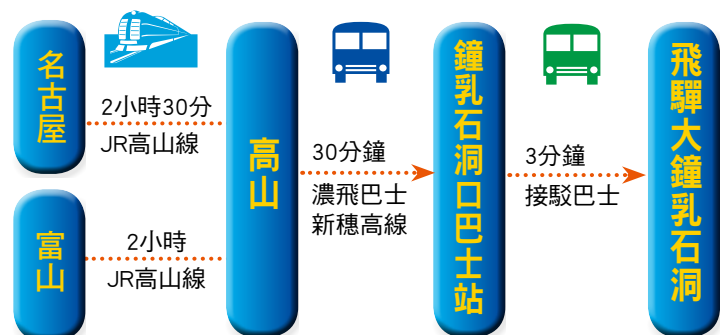 名古屋
2小時30分
JR高山線
富山
2小時
JR高山線
高山
30分鐘
濃飛巴士
新穗高線
鐘乳石洞口巴士站
3分鐘
接駁巴士
飛驒大鐘乳石洞